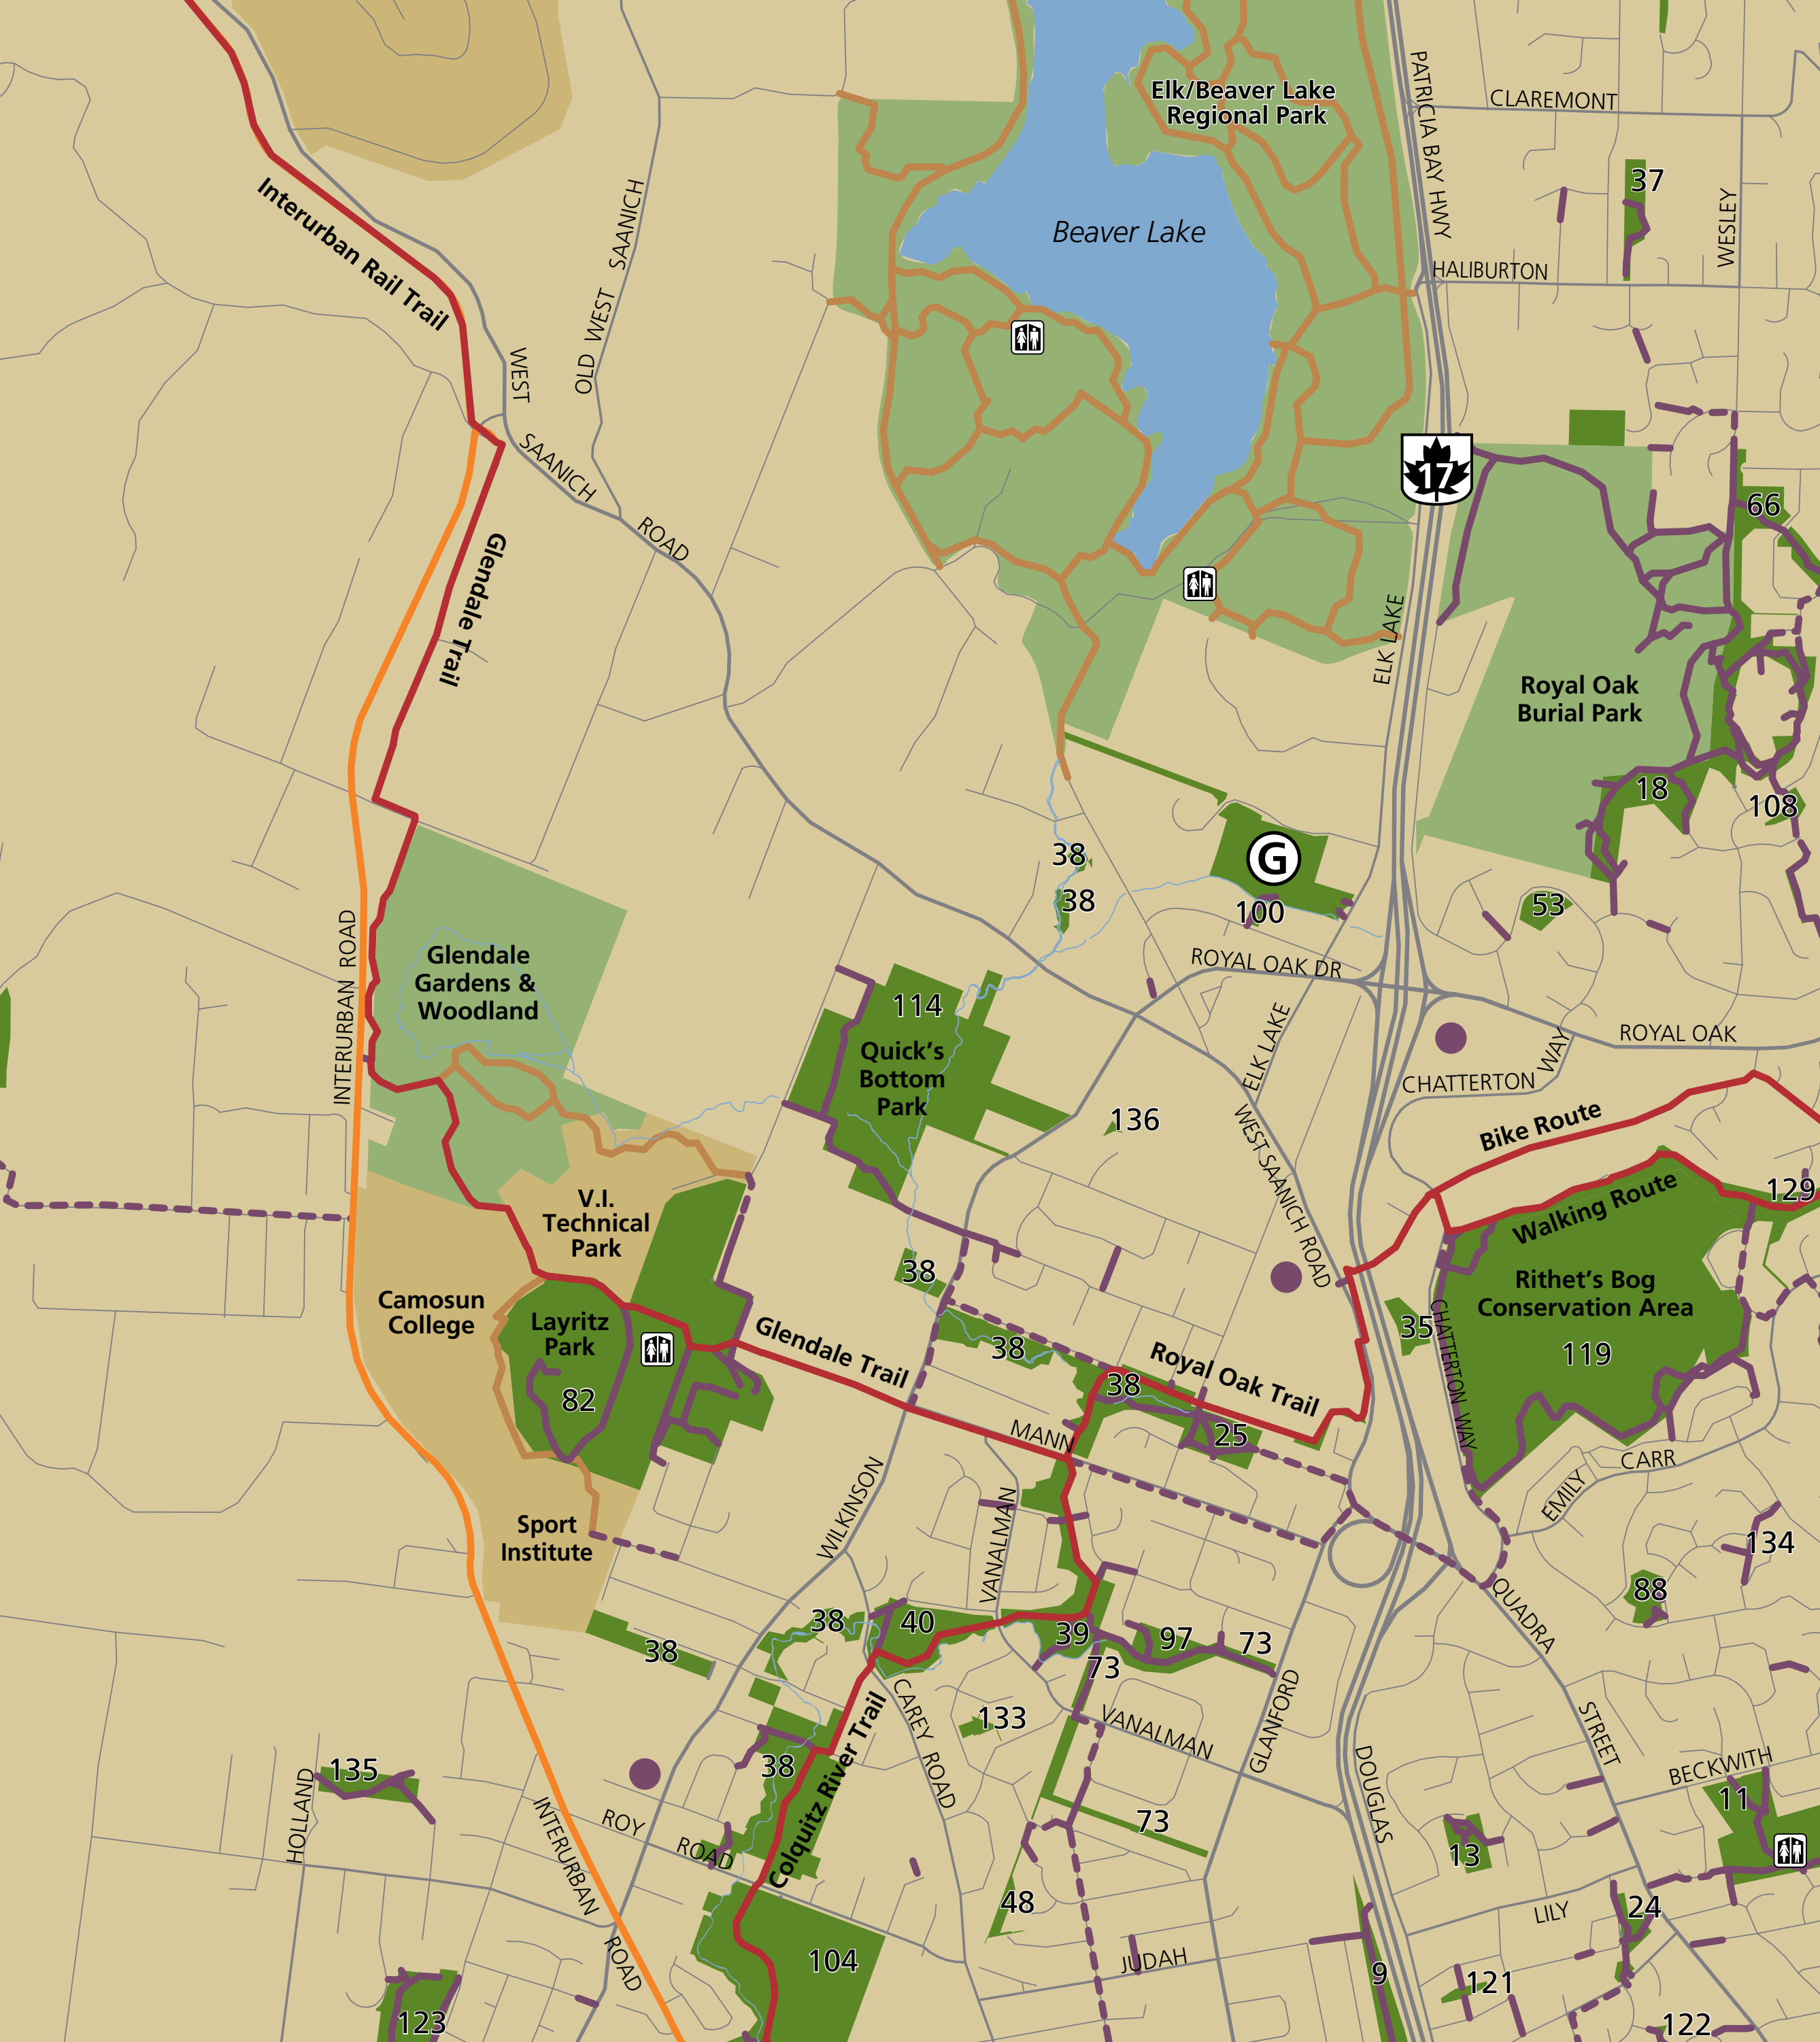 PATRICIA BAY HWY
CLAREMONT
Elk/Beaver Lake
Regional Park
37
WESLEY
Interurban Rail Trail
OLD WEST SAANICH
Beaver Lake
HALIBURTON
WEST
SAANICH
ROAD
17
66
Glendale Trail
ELK LAKE
Royal Oak
Burial Park
18
108
38
G
38
100
53
INTERURBAN ROAD
Glendale
Gardens &
Woodland
ROYAL OAK DR
114
Quick's
Bottom
Park
ELK LAKE
ROYAL OAK
WAY
CHATTERTON
136
Bike Route
WEST SAANICH ROAD
129
Walking Route
V.I.
Technical
Park
38
Rithet's Bog
Conservation Area
119
Camosun
College
Layritz
Park
82
Glendale Trail
38
35
CHATTERTON WAY
Royal Oak Trail
38
25
MANN
CARR
EMILY
WILKINSON
VANALMAN
Sport
Institute
134
88
QUADRA
STREET
38
38
40
39
97
73
73
CAREY ROAD
133
VANALMAN
GLANFORD
38
Colquitz River Trail
135
HOLLAND
DOUGLAS
BECKWITH
11
INTERURBAN
ROAD
ROY
ROAD
73
13
48
24
LILY
104
JUDAH
9
121
123
122